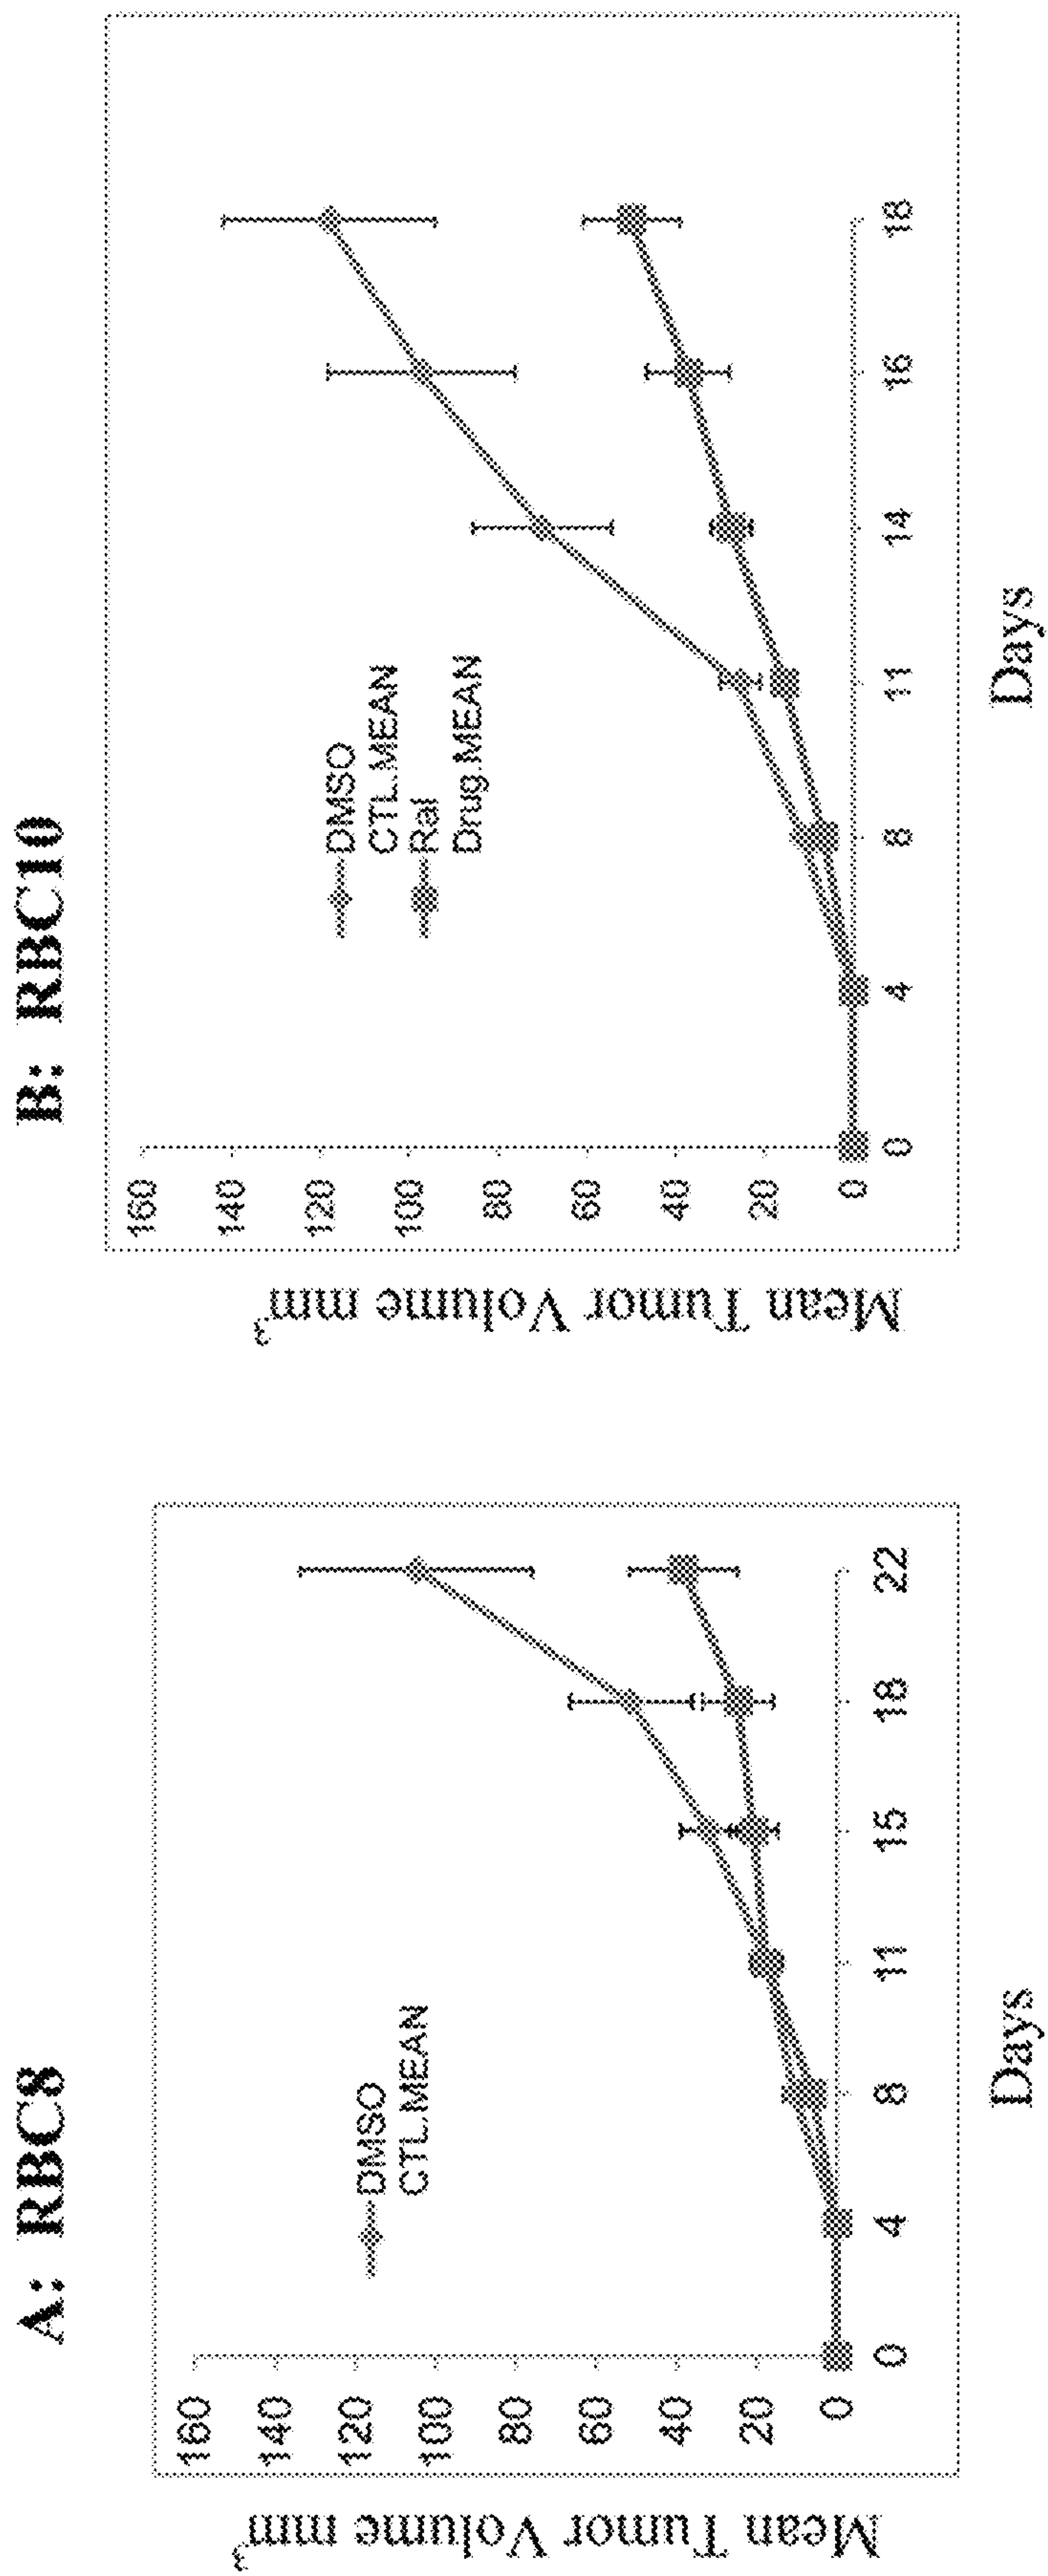 A: RBC8
Mean Tumor Volume mm³
160
140
120
100
80
60
40
20
0
DMSO
CTL.MEAN
0 4 8 11 15 18 22
Days
B: RBC10
Mean Tumor Volume mm³
160
140
120
100
80
60
40
20
0
DMSO
CTL.MEAN
Ral
Drug.MEAN
0 4 8 11 14 16 18
Days